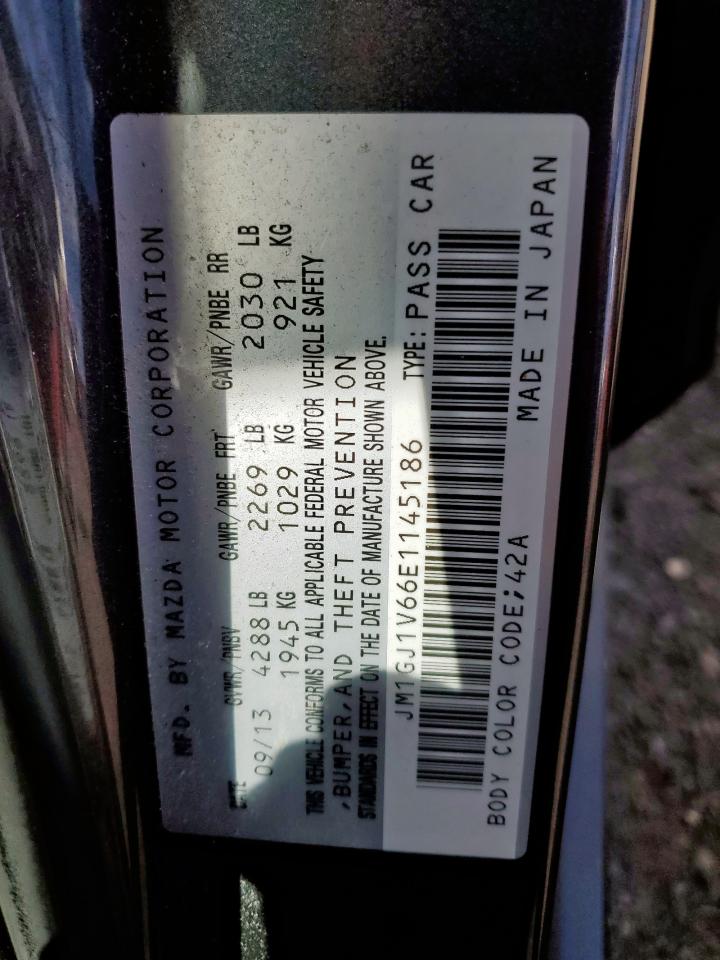 MFD. BY MAZDA MOTOR CORPORATION
DATE GVWR/PNBV GAWR/PNBE FRT GAWR/PNBE RR
09/13 4288 LB 2269 LB 2030 LB
1945 KG 1029 KG 921 KG
THIS VEHICLE CONFORMS TO ALL APPLICABLE FEDERAL MOTOR VEHICLE SAFETY
,BUMPER,AND THEFT PREVENTION
STANDARDS IN EFFECT ON THE DATE OF MANUFACTURE SHOWN ABOVE.
JM1GJ1V66E1145186 TYPE: PASS CAR
BODY COLOR CODE;42A MADE IN JAPAN